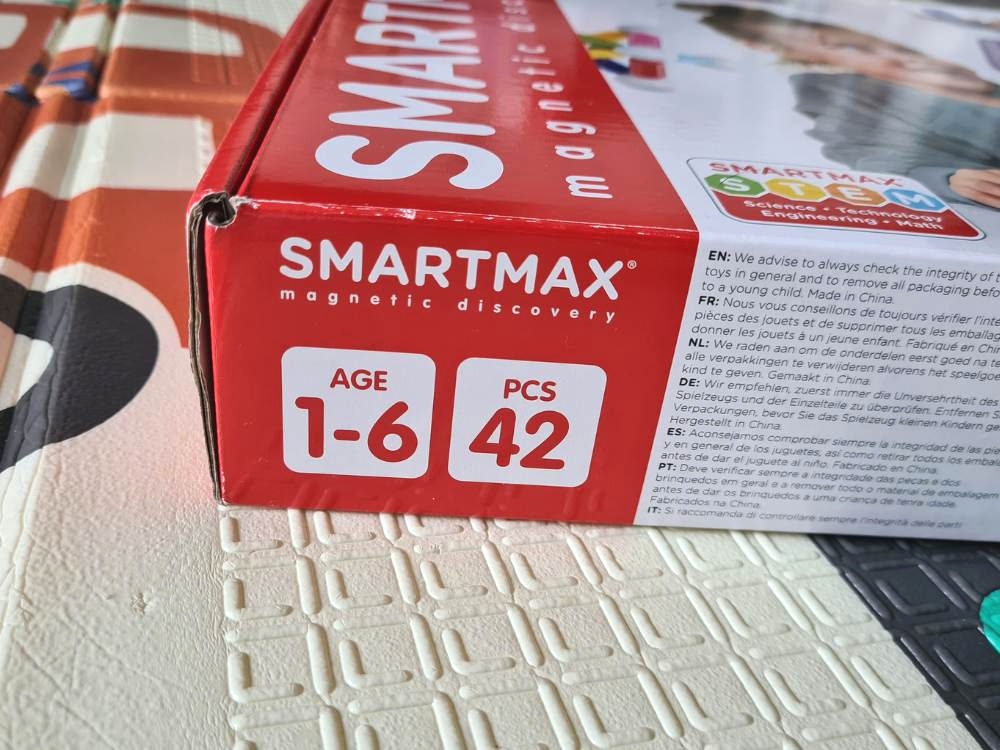 SMARTM
magnetic disc
SMARTMAX
STEM
Science • Technology
Engineering • Math
SMARTMAX®
magnetic discovery
AGE
1-6
PCS
42
EN: We advise to always check the integrity of
toys in general and to remove all packaging befo
to a young child. Made in China.
FR: Nous vous conseillons de toujours vérifier l'inté
pièces des jouets et de supprimer tous les emballag
donner les jouets à un jeune enfant. Fabriqué en Chin
NL: We raden aan om de onderdelen eerst goed na te
alle verpakkingen te verwijderen alvorens het speelgoe
kind te geven. Gemaakt in China.
DE: Wir empfehlen, zuerst immer die Unversehrtheit des
Spielzeugs und der Einzelteile zu überprüfen. Entfernen S
Verpackungen, bevor Sie das Spielzeug kleinen Kindern ge
Hergestellt in China.
ES: Aconsejamos comprobar siempre la integridad de las pie
y en general de los juguetes, así como retirar todos los embal
antes de dar el juguete al niño. Fabricado en China.
PT: Deve verificar sempre a integridade das peças e dos
brinquedos em geral e a remover todo o material de embalagem
antes de dar os brinquedos a uma criança de tenra idade.
Fabricados na China.
IT: Si raccomanda di controllare sempre l'integrità delle parti